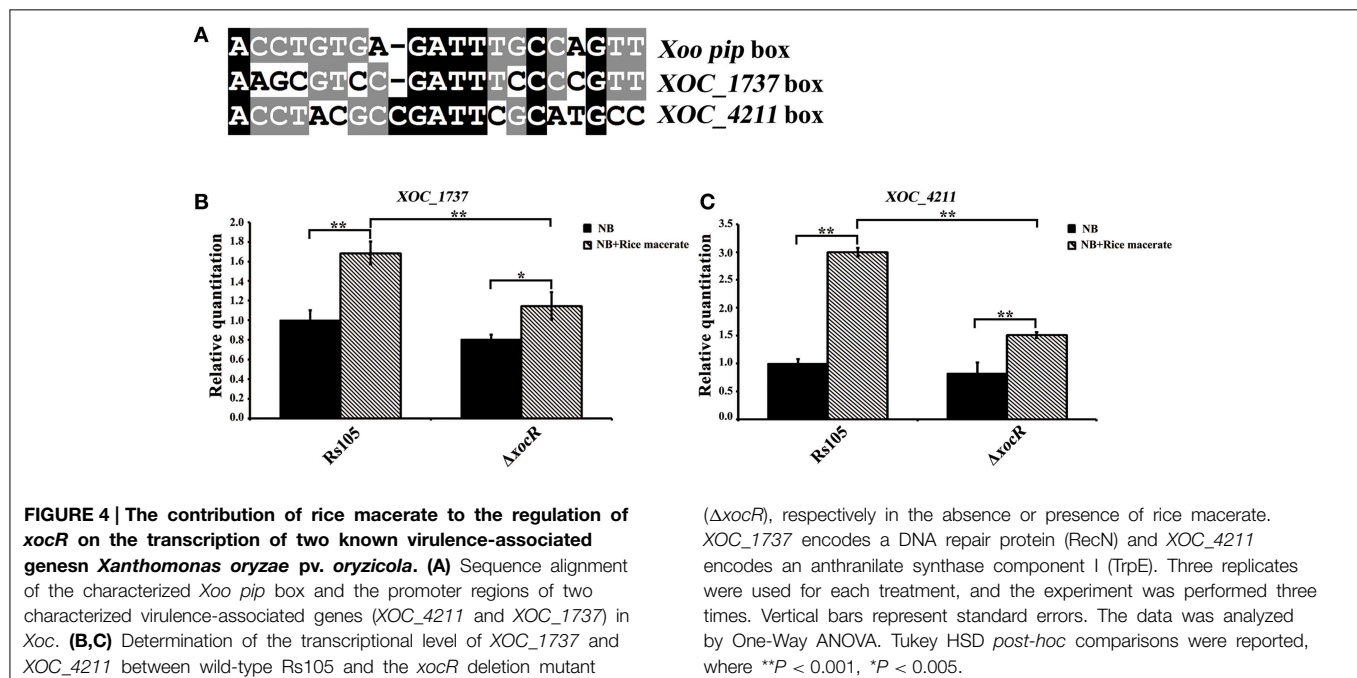 A
ACCTGTGA-GATTTGCCAGTT Xoo pip box
AAGCGTCC-GATTTCCCCGTT XOC_1737 box
ACCTACGCCGATTCGCATGCC XOC_4211 box
B
XOC_1737
Relative quantitation
2.0
1.8
1.6
1.4
1.2
1.0
0.8
0.6
0.4
0.2
0.0
**
**
*
NB
NB+Rice macerate
Rs105
ΔxocR
C
XOC_4211
Relative quantitation
3.5
3.0
2.5
2.0
1.5
1.0
0.5
0.0
**
**
**
NB
NB+Rice macerate
Rs105
ΔxocR
FIGURE 4 | The contribution of rice macerate to the regulation of
xocR on the transcription of two known virulence-associated
genesn Xanthomonas oryzae pv. oryzicola. (A) Sequence alignment
of the characterized Xoo pip box and the promoter regions of two
characterized virulence-associated genes (XOC_4211 and XOC_1737) in
Xoc. (B,C) Determination of the transcriptional level of XOC_1737 and
XOC_4211 between wild-type Rs105 and the xocR deletion mutant
(ΔxocR), respectively in the absence or presence of rice macerate.
XOC_1737 encodes a DNA repair protein (RecN) and XOC_4211
encodes an anthranilate synthase component I (TrpE). Three replicates
were used for each treatment, and the experiment was performed three
times. Vertical bars represent standard errors. The data was analyzed
by One-Way ANOVA. Tukey HSD post-hoc comparisons were reported,
where **P < 0.001, *P < 0.005.